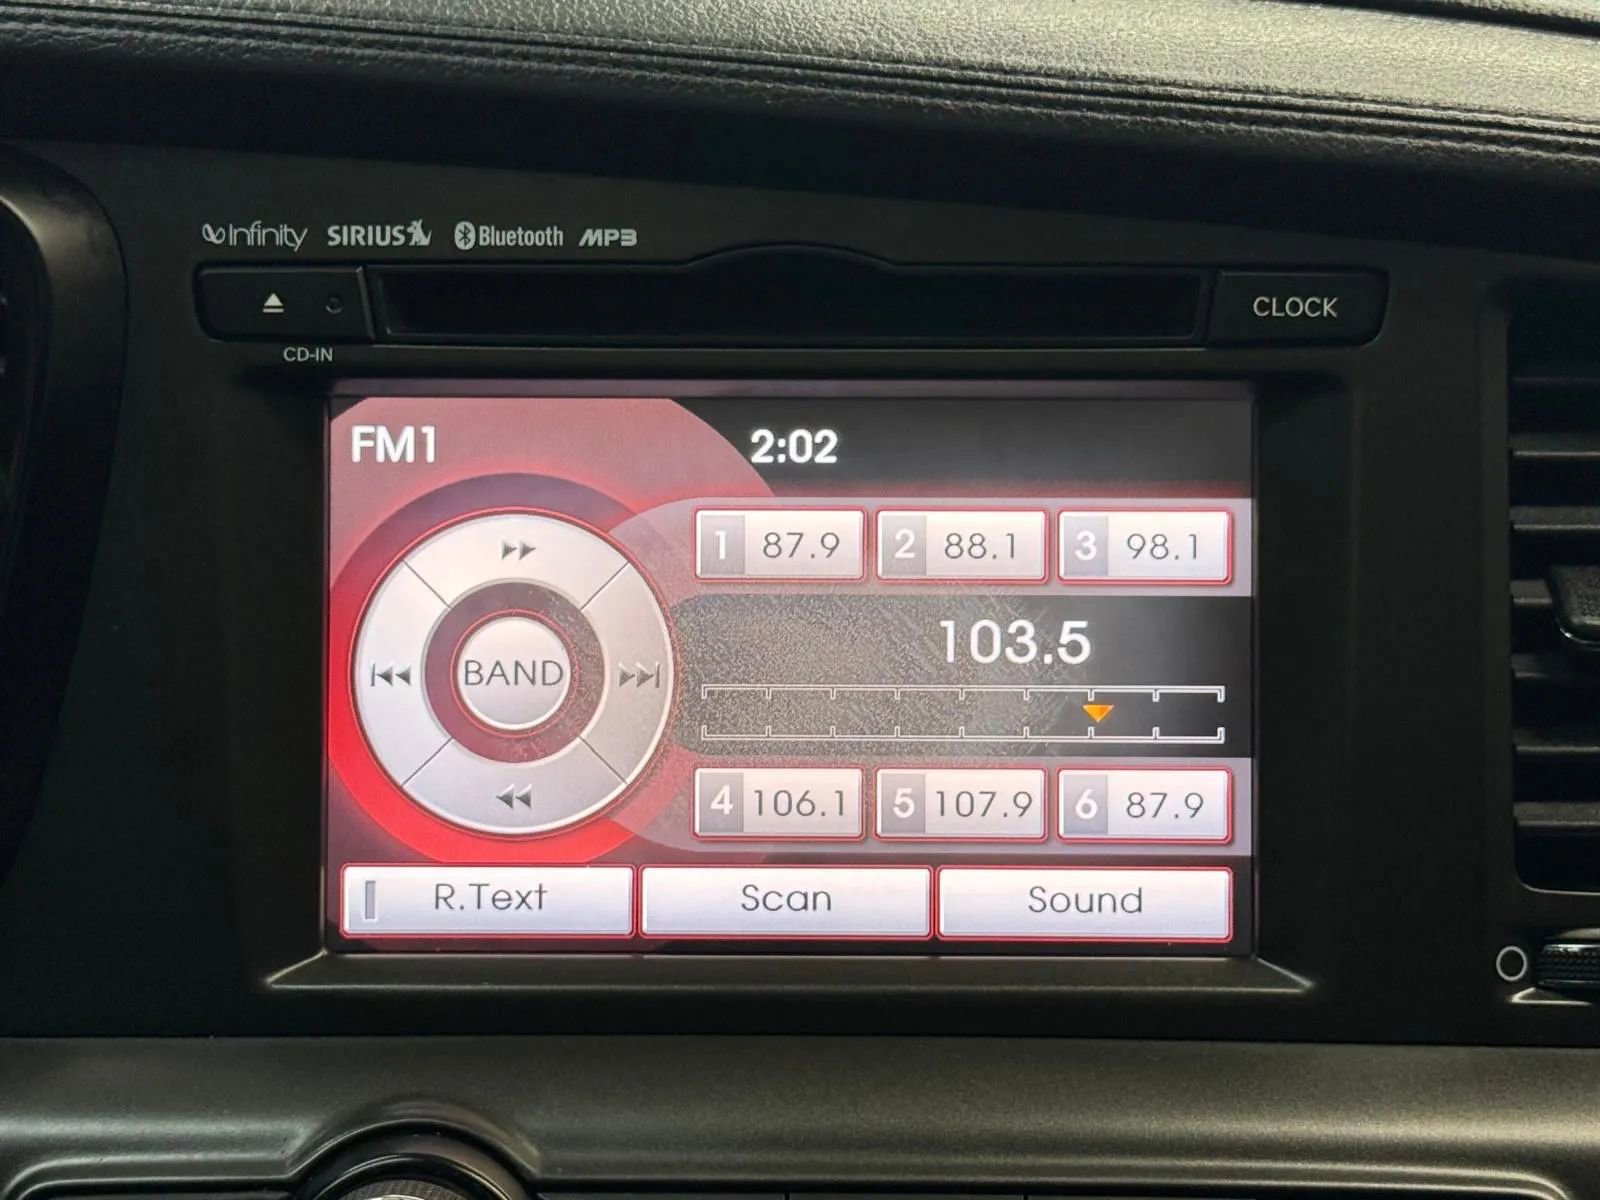 Infinity SIRIUS Bluetooth MP3
CLOCK
CD-IN
FM1 2:02
1 87.9 2 88.1 3 98.1
103.5
BAND
4 106.1 5 107.9 6 87.9
R.Text Scan Sound